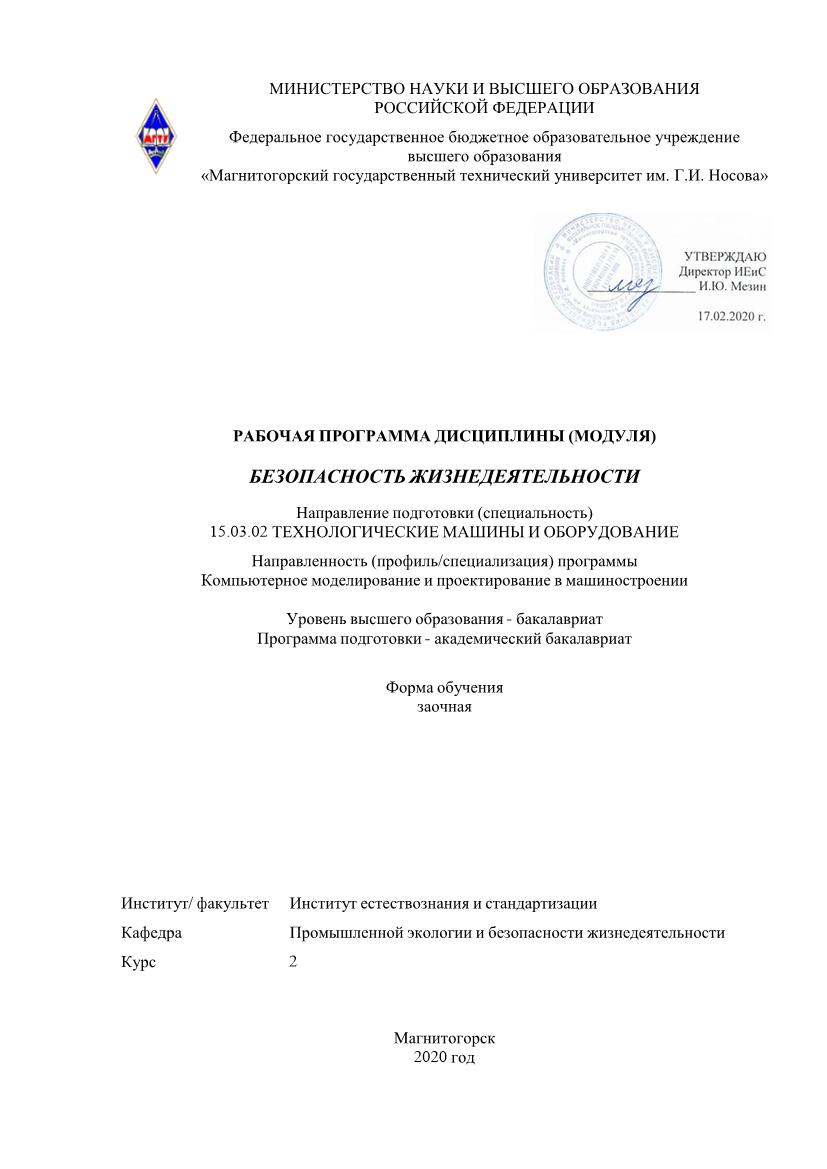 МИНИСТЕРСТВО НАУКИ И ВЫСШЕГО ОБРАЗОВАНИЯ
РОССИЙСКОЙ ФЕДЕРАЦИИ
МГТУ
Федеральное государственное бюджетное образовательное учреждение
высшего образования
«Магнитогорский государственный технический университет им. Г.И. Носова»
УТВЕРЖДАЮ
Директор ИЕиС
И.Ю. Мезин
17.02.2020 г.
РАБОЧАЯ ПРОГРАММА ДИСЦИПЛИНЫ (МОДУЛЯ)
БЕЗОПАСНОСТЬ ЖИЗНЕДЕЯТЕЛЬНОСТИ
Направление подготовки (специальность)
15.03.02 ТЕХНОЛОГИЧЕСКИЕ МАШИНЫ И ОБОРУДОВАНИЕ
Направленность (профиль/специализация) программы
Компьютерное моделирование и проектирование в машиностроении
Уровень высшего образования - бакалавриат
Программа подготовки - академический бакалавриат
Форма обучения
заочная
Институт/ факультет Институт естествознания и стандартизации
Кафедра Промышленной экологии и безопасности жизнедеятельности
Курс 2
Магнитогорск
2020 год